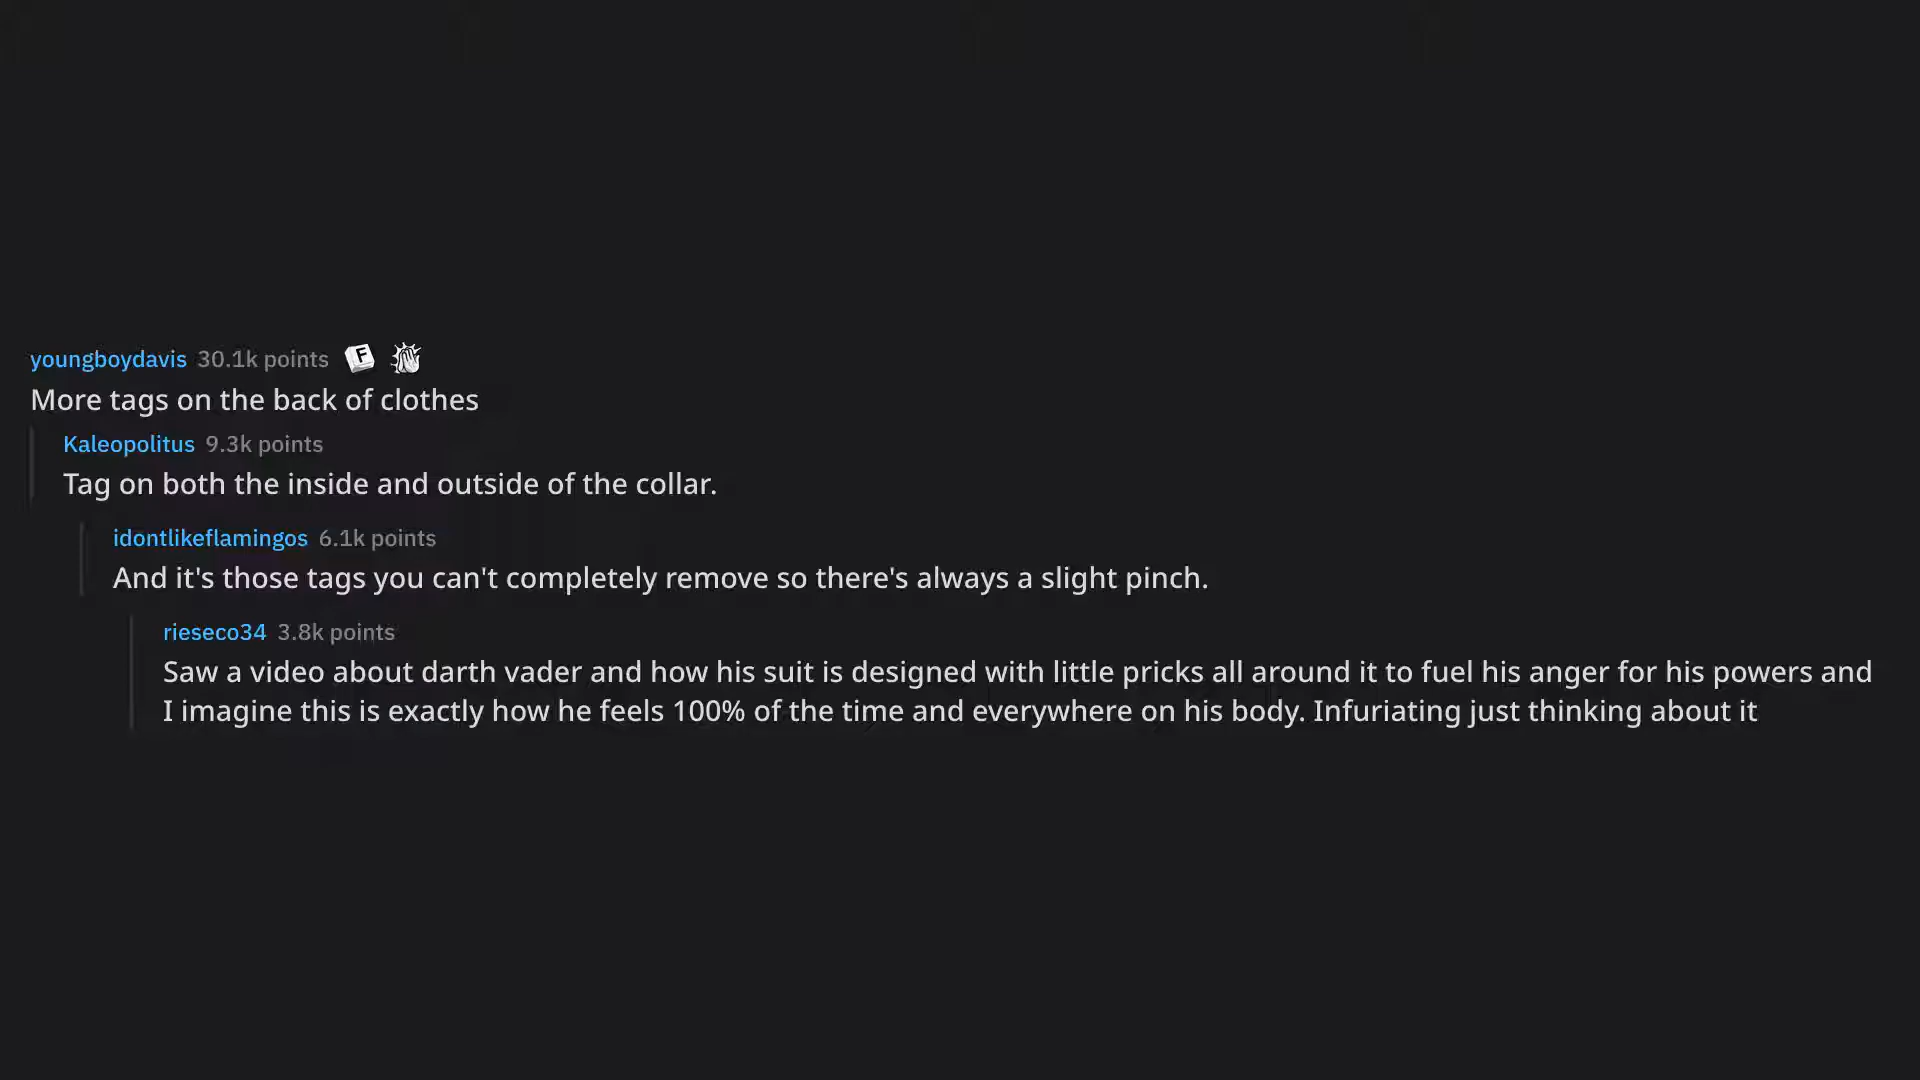 youngboydavis 30.1k points F
More tags on the back of clothes
Kaleopolitus 9.3k points
Tag on both the inside and outside of the collar.
idontlikeflamingos 6.1k points
And it's those tags you can't completely remove so there's always a slight pinch.
rieseco34 3.8k points
Saw a video about darth vader and how his suit is designed with little pricks all around it to fuel his anger for his powers and
I imagine this is exactly how he feels 100% of the time and everywhere on his body. Infuriating just thinking about it